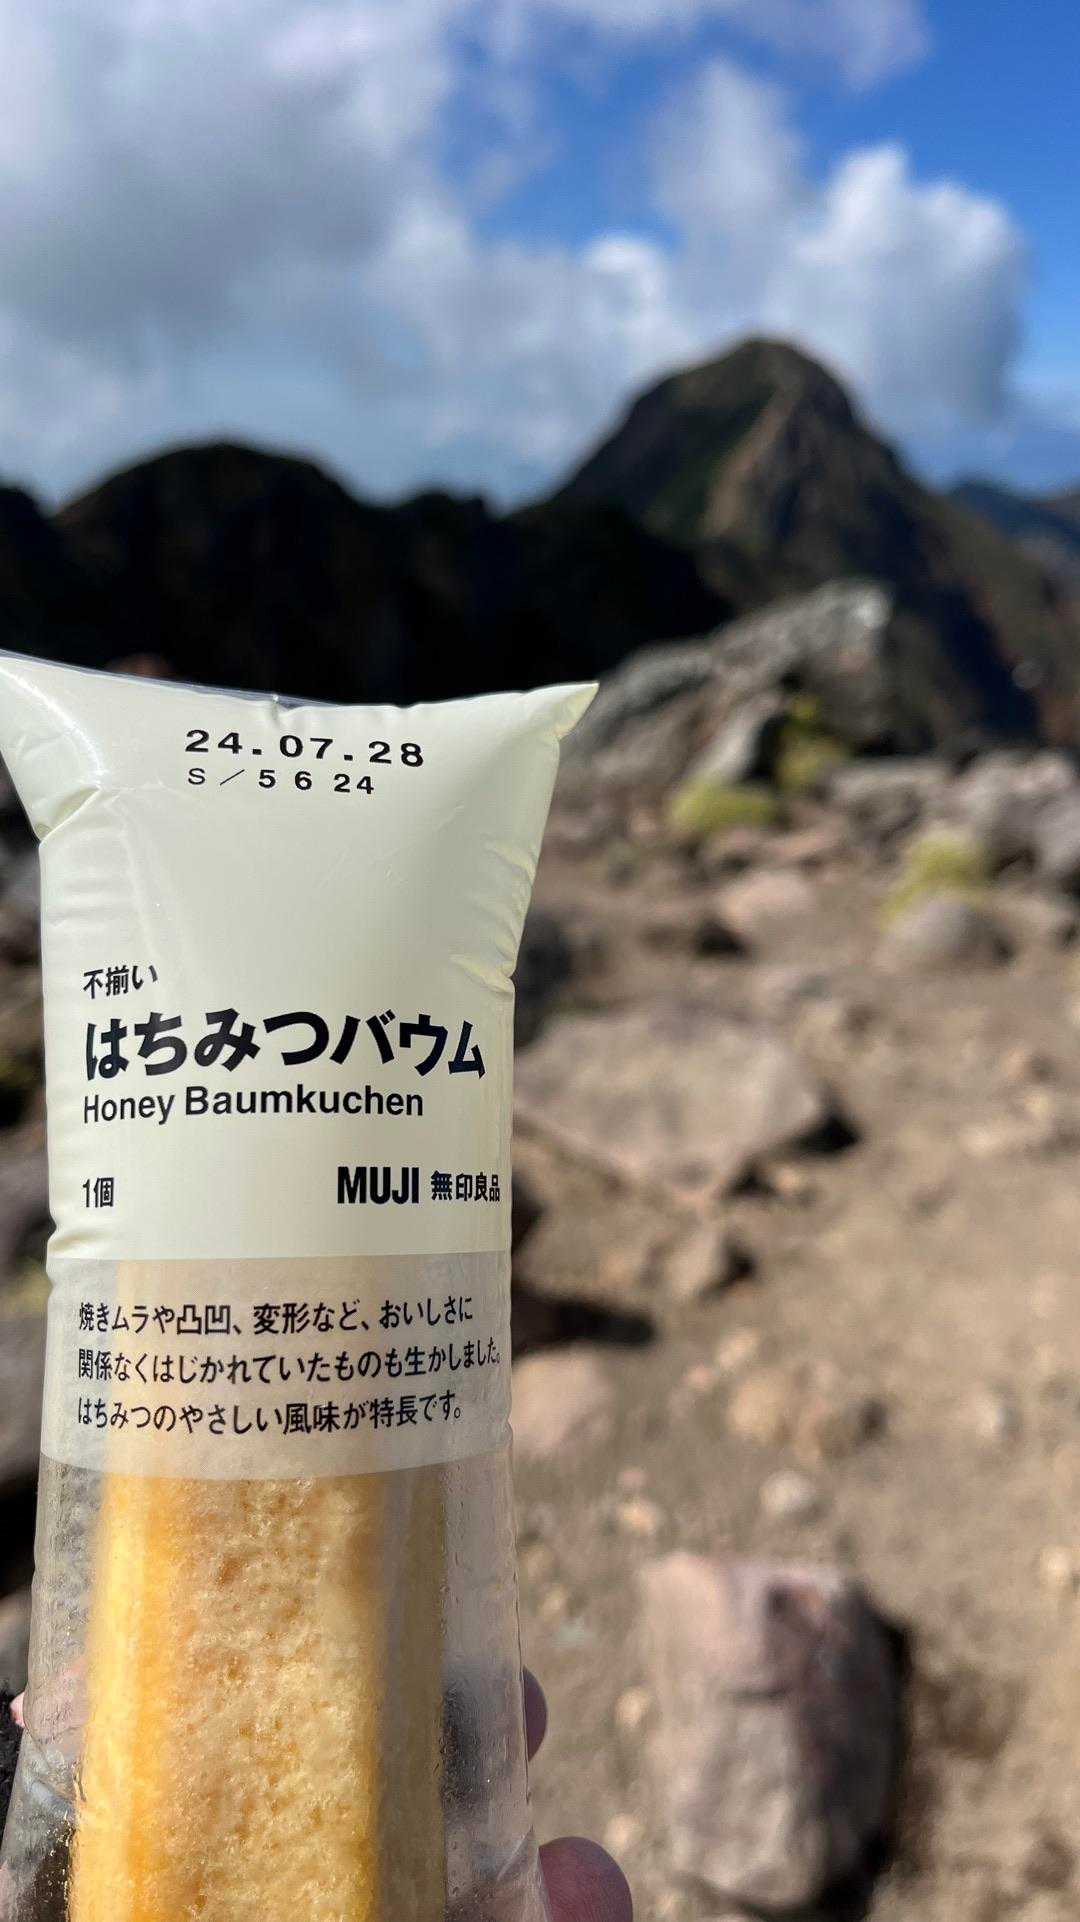 24.07.28
S/5 6 24
不揃い
はちみつバウム
Honey Baumkuchen
1個 MUJI 無印良品
焼きムラや凸凹、変形など、おいしさに
関係なくはじかれていたものも生かしました。
はちみつのやさしい風味が特長です。